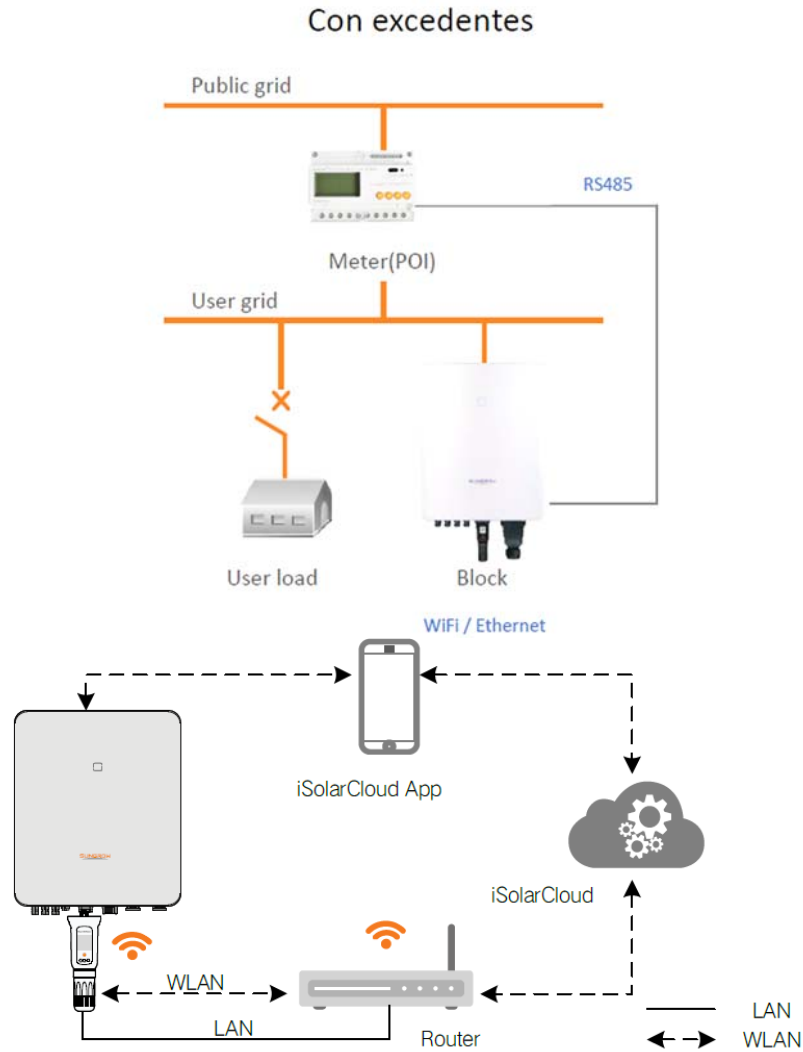 Con excedentes
Public grid
RS485
Meter(POI)
User grid
User load
Block
WiFi / Ethernet
iSolarCloud App
iSolarCloud
WLAN
LAN
Router
LAN
WLAN